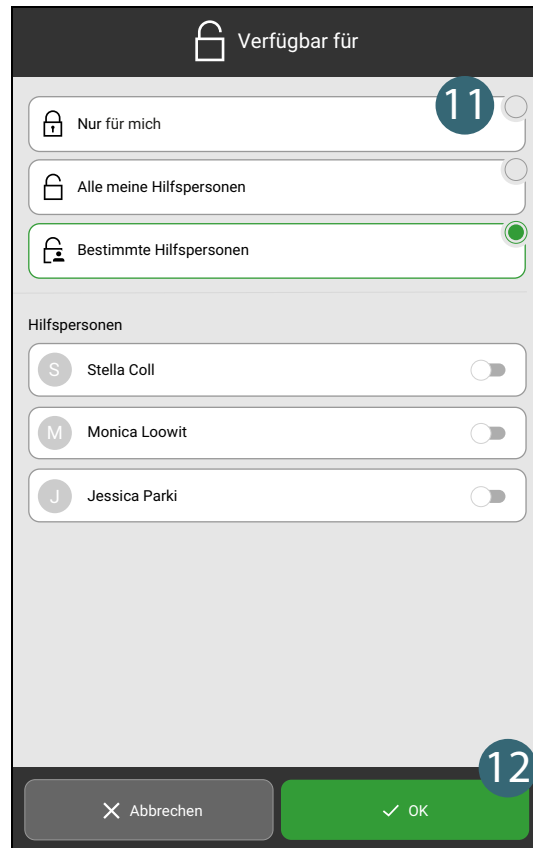 Verfügbar für
11
Nur für mich
Alle meine Hilfspersonen
Bestimmte Hilfspersonen
Hilfspersonen
S Stella Coll
M Monica Loowit
J Jessica Parki
12
Abbrechen
OK